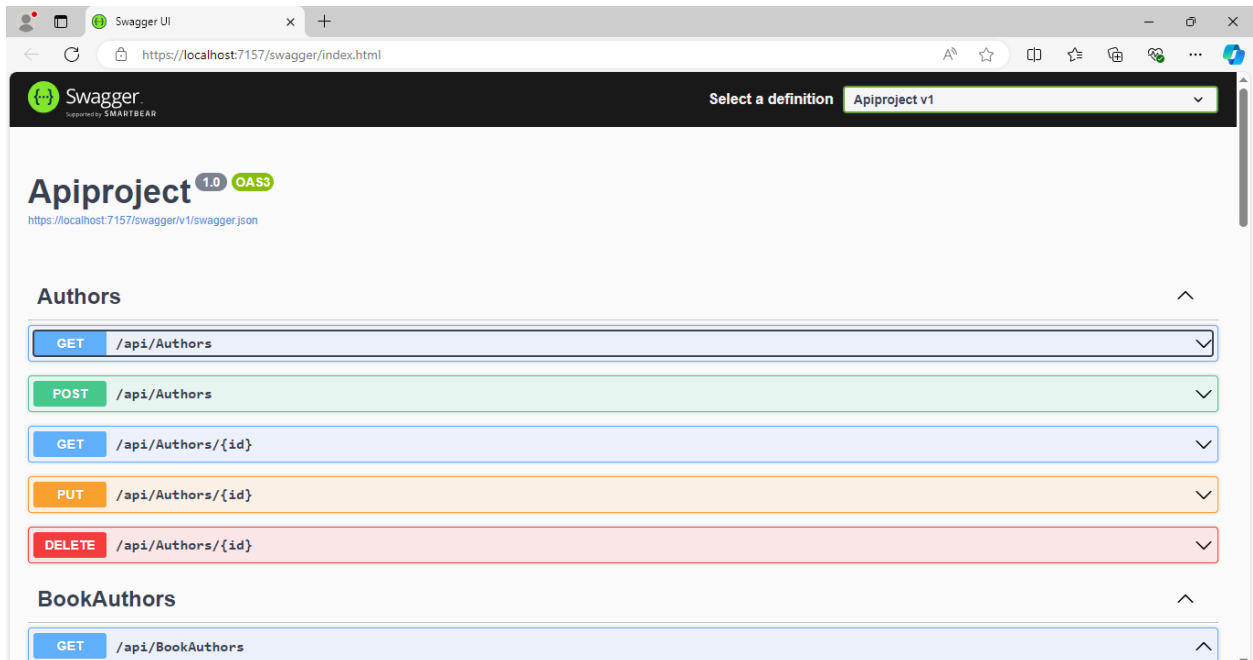 Swagger UI
https://localhost:7157/swagger/index.html
Swagger.
Supported by SMARTBEAR
Select a definition
Apiproject v1
Apiproject 1.0 OAS3
https://localhost:7157/swagger/v1/swagger.json
Authors
GET /api/Authors
POST /api/Authors
GET /api/Authors/{id}
PUT /api/Authors/{id}
DELETE /api/Authors/{id}
BookAuthors
GET /api/BookAuthors